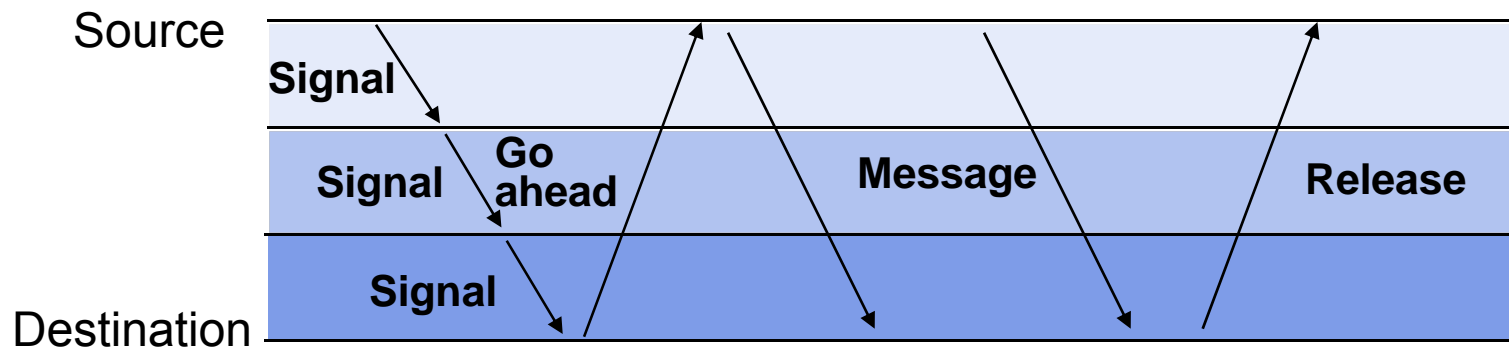 Source
Signal
Go
ahead
Signal
Message
Release
Signal
Destination